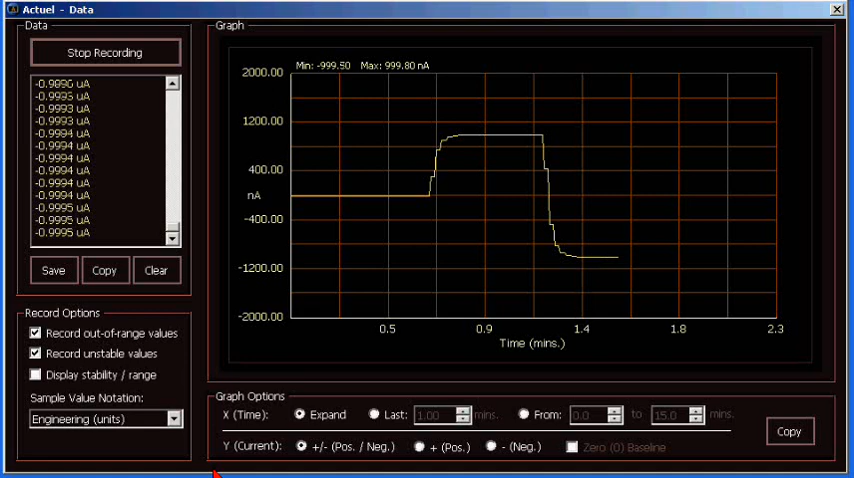 Actuel - Data
Data
Stop Recording
-0.9896 uA
-0.9993 uA
-0.9993 uA
-0.9993 uA
-0.9994 uA
-0.9994 uA
-0.9994 uA
-0.9994 uA
-0.9994 uA
-0.9994 uA
-0.9995 uA
-0.9995 uA
-0.9995 uA
Save
Copy
Clear
Record Options
Record out-of-range values
Record unstable values
Display stability / range
Sample Value Notation:
Engineering (units)
Graph
Min: -999.50 Max: 999.80 nA
2000.00
1200.00
400.00
nA
-400.00
-1200.00
-2000.00
0.5 0.9 1.4 1.8 2.3
Time (mins.)
Graph Options
X (Time): Expand Last: 1.00 mins. From: 0.0 to 15.0 mins.
Y (Current): +/- (Pos. / Neg.) + (Pos.) - (Neg.) Zero (0) Baseline
Copy